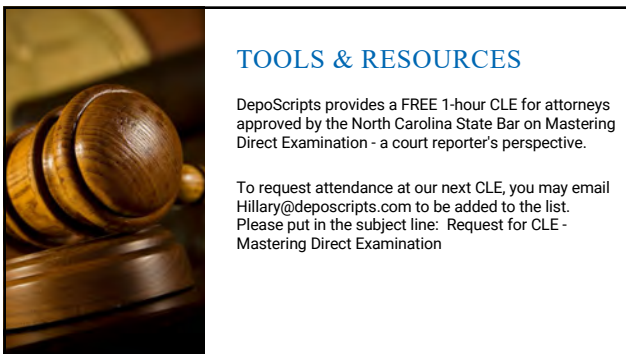 TOOLS & RESOURCES
DepoScripts provides a FREE 1-hour CLE for attorneys
approved by the North Carolina State Bar on Mastering
Direct Examination - a court reporter's perspective.
To request attendance at our next CLE, you may email
Hillary@deposcripts.com to be added to the list.
Please put in the subject line:  Request for CLE -
Mastering Direct Examination